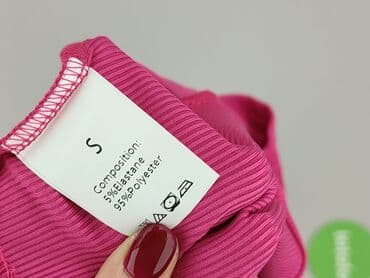 S
Composition:
5%Elastane
95%Polyester